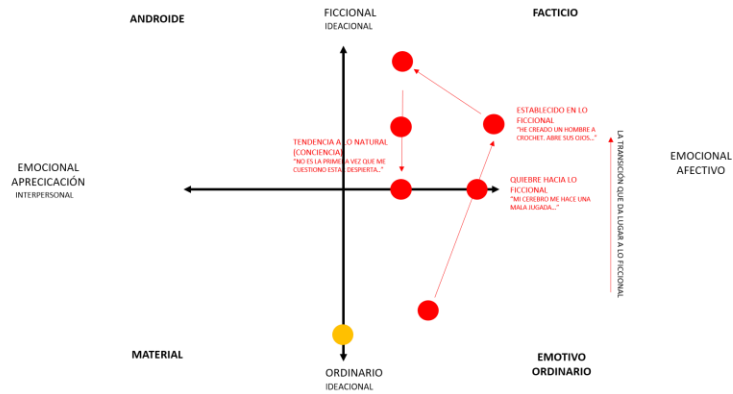 ANDROIDE
FICCIONAL
IDEACIONAL
FACTICIO
ESTABLECIDO EN LO
FICCIONAL
"HE CREADO UN HOMBRE A
CROCHET. ABRE SUS OJOS..."
TENDENCIA A LO NATURAL
(CONCIENCIA)
"NO ES LA PRIMERA VEZ QUE ME
CUESTIONO ESTAR DESPIERTA..."
EMOCIONAL
APRECICACIÓN
INTERPERSONAL
QUIEBRE HACIA LO
FICCIONAL
"MI CEREBRO ME HACE UNA
MALA JUGADA..."
LA TRANSICIÓN QUE DA LUGAR A LO FICCIONAL
EMOCIONAL
AFECTIVO
MATERIAL
ORDINARIO
IDEACIONAL
EMOTIVO
ORDINARIO